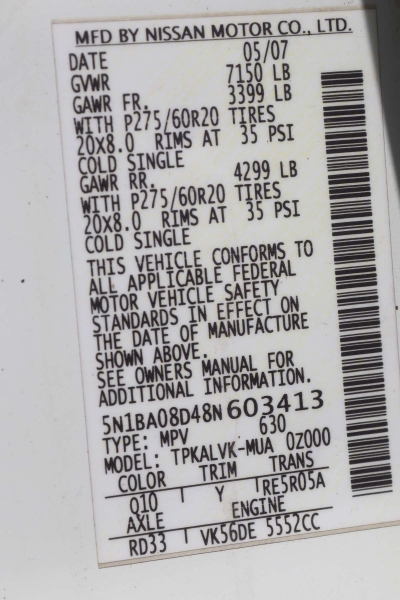 MFD BY NISSAN MOTOR CO., LTD.
DATE 05/07
GVWR 7150 LB
GAWR FR. 3399 LB
WITH P275/60R20 TIRES
20X8.0 RIMS AT 35 PSI
COLD SINGLE
GAWR RR. 4299 LB
WITH P275/60R20 TIRES
20X8.0 RIMS AT 35 PSI
COLD SINGLE
THIS VEHICLE CONFORMS TO
ALL APPLICABLE FEDERAL
MOTOR VEHICLE SAFETY
STANDARDS IN EFFECT ON
THE DATE OF MANUFACTURE
SHOWN ABOVE.
SEE OWNERS MANUAL FOR
ADDITIONAL INFORMATION.
5N1BA08D48N603413
TYPE: MPV 630
MODEL: TPKALVK-MUA 0Z000
COLOR TRIM TRANS
Q10 Y RE5R05A
AXLE ENGINE
RD33 VK56DE 5552CC